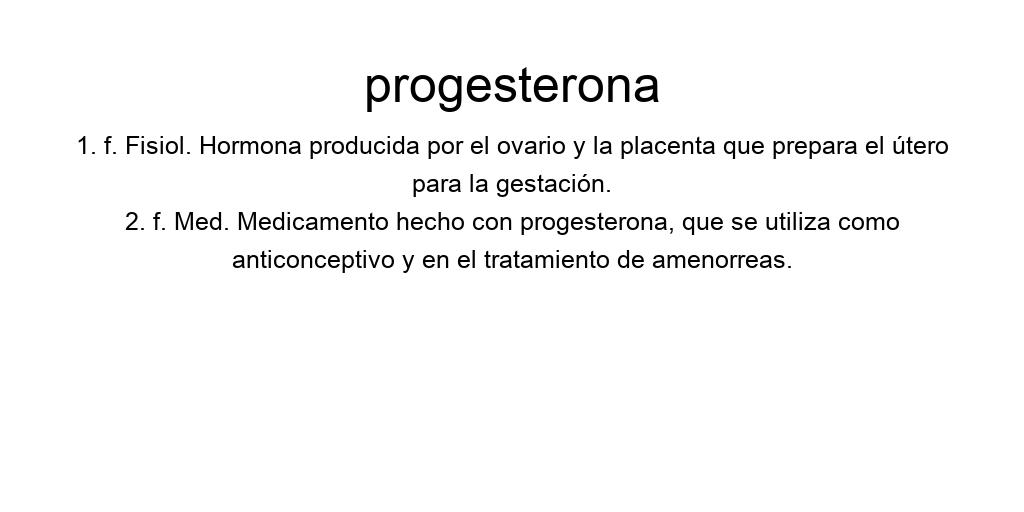 progesterona
1. f. Fisiol. Hormona producida por el ovario y la placenta que prepara el útero
para la gestación.
2. f. Med. Medicamento hecho con progesterona, que se utiliza como
anticonceptivo y en el tratamiento de amenorreas.